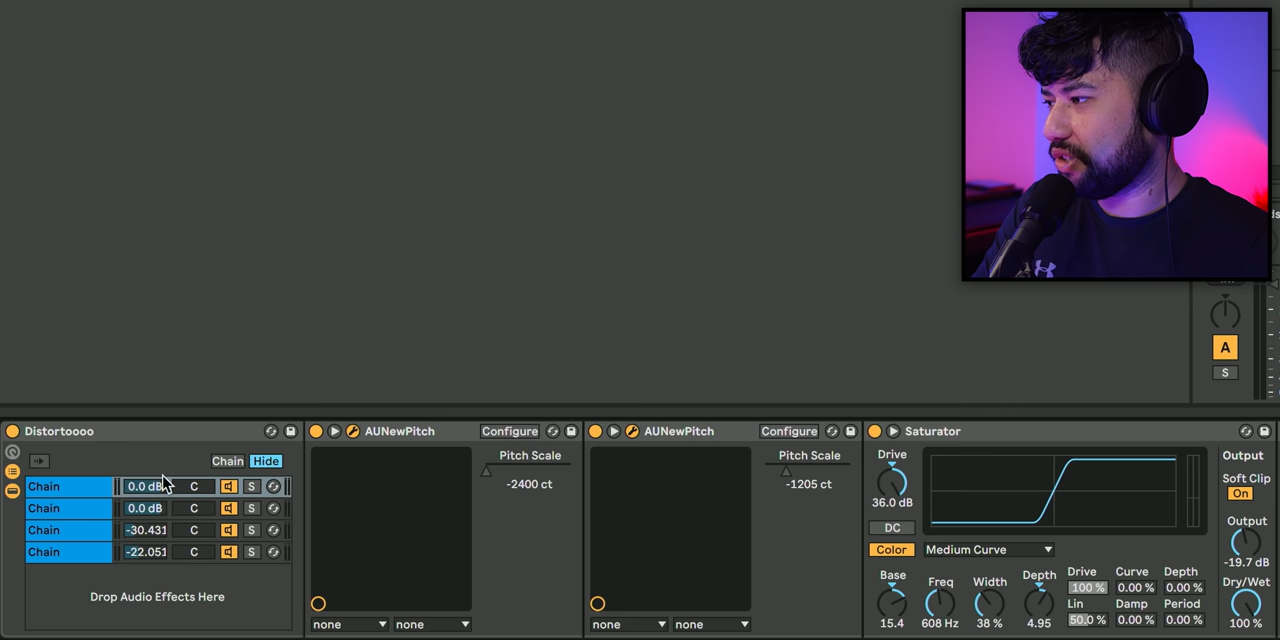 A
S
Distortoooo
AUNewPitch
Configure
AUNewPitch
Configure
Saturator
Chain
Hide
Pitch Scale
Pitch Scale
Drive
Output
Chain
0.0 dB
C
S
-2400 ct
-1205 ct
Soft Clip
On
Chain
0.0 dB
C
S
36.0 dB
Chain
-30.431
C
S
DC
Output
Chain
-22.051
C
S
Color
Medium Curve
-19.7 dB
Base
Freq
Width
Depth
Drive
Curve
Depth
Dry/Wet
100 %
0.00 %
0.00 %
Drop Audio Effects Here
Lin
Damp
Period
none
none
none
none
15.4
608 Hz
38 %
4.95
50.0 %
0.00 %
0.00 %
100 %